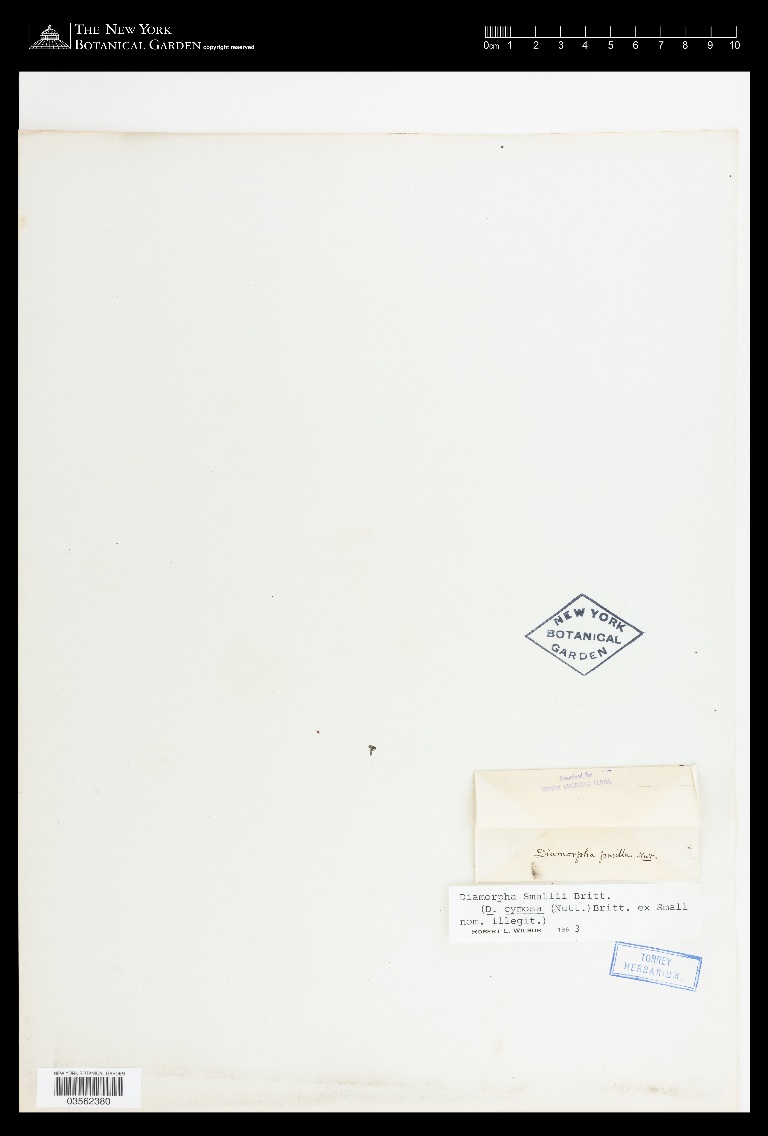 THE NEW YORK
BOTANICAL GARDEN copyright reserved
0cm 1 2 3 4 5 6 7 8 9 10
NEW YORK
BOTANICAL
GARDEN
Examined for
NORTH AMERICAN FLORA
Diamorpha pusilla. Nutt.
Diamorpha Smallii Britt.
(D. cymosa (Nutt.)Britt. ex Small
nom. illegit.)
ROBERT L. WILBUR 196 3
TORREY
HERBARIUM.
NEW YORK BOTANICAL GARDEN
03562380